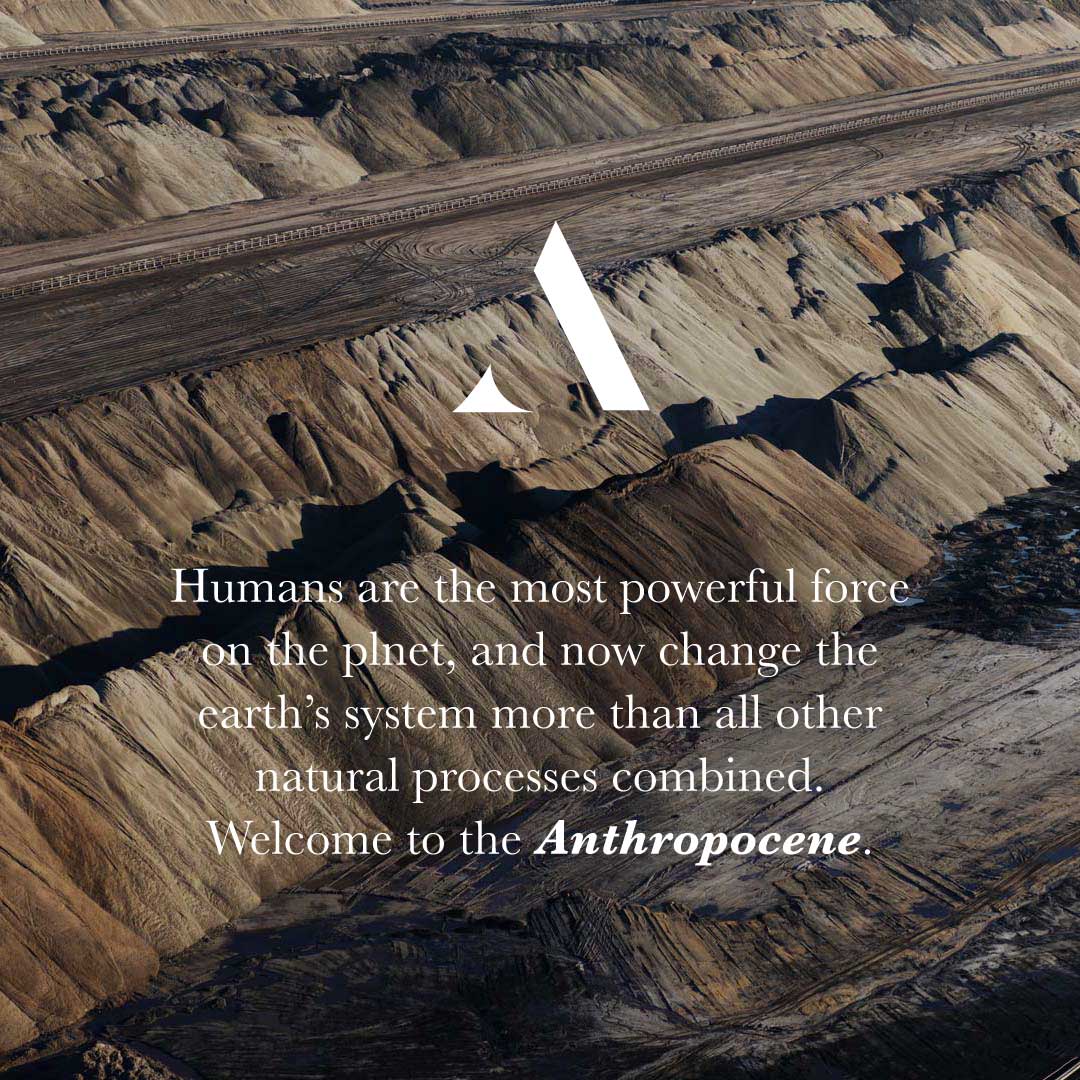 Humans are the most powerful force
on the plnet, and now change the
earth’s system more than all other
natural processes combined.
Welcome to the Anthropocene.